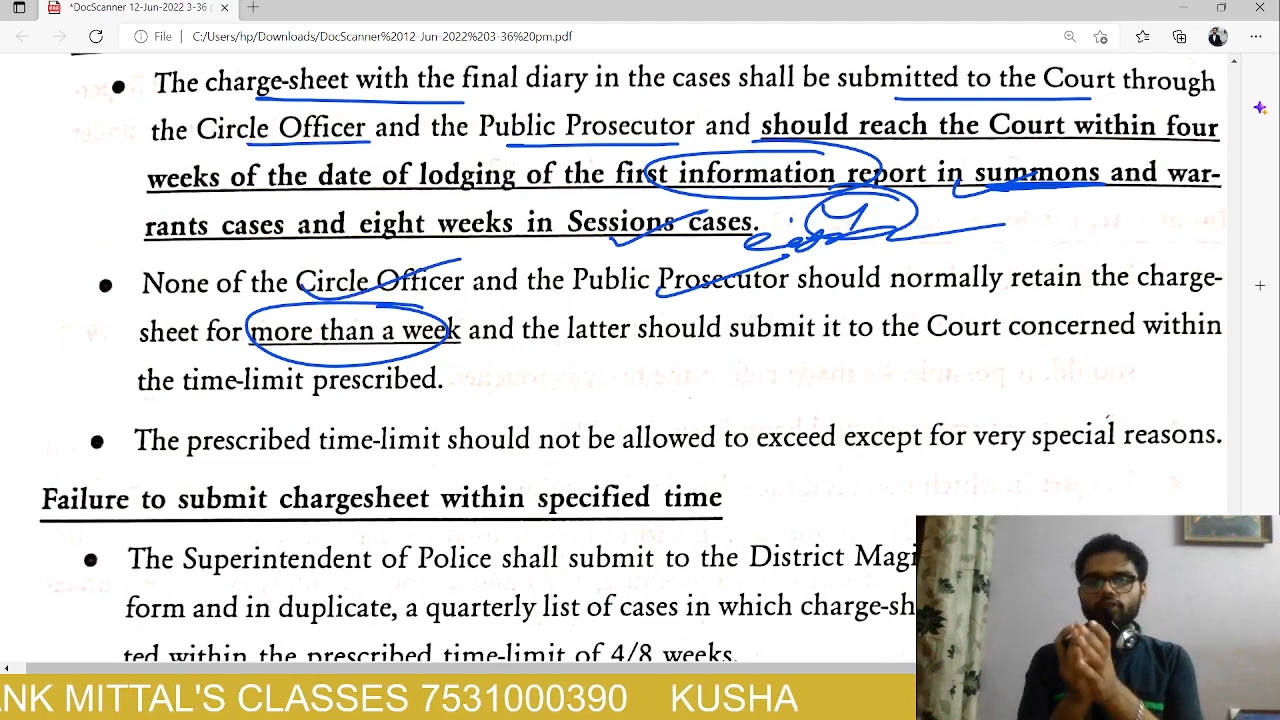 *DocScanner 12-Jun-2022 3-36 p
File
C:/Users/hp/Downloads/DocScanner%2012-Jun-2022%203-36%20pm.pdf
The charge-sheet with the final diary in the cases shall be submitted to the Court through
the Circle Officer and the Public Prosecutor and should reach the Court within four
weeks of the date of lodging of the first information report in summons and war-
rants cases and eight weeks in Sessions cases.
None of the Circle Officer and the Public Prosecutor should normally retain the charge-
sheet for more than a week and the latter should submit it to the Court concerned within
the time-limit prescribed.
The prescribed time-limit should not be allowed to exceed except for very special reasons.
Failure to submit chargesheet within specified time
The Superintendent of Police shall submit to the District Magi
form and in duplicate, a quarterly list of cases in which charge-sh
ted within the prescribed time-limit of 4/8 weeks.
ANK MITTAL'S CLASSES 7531000390 KUSHA